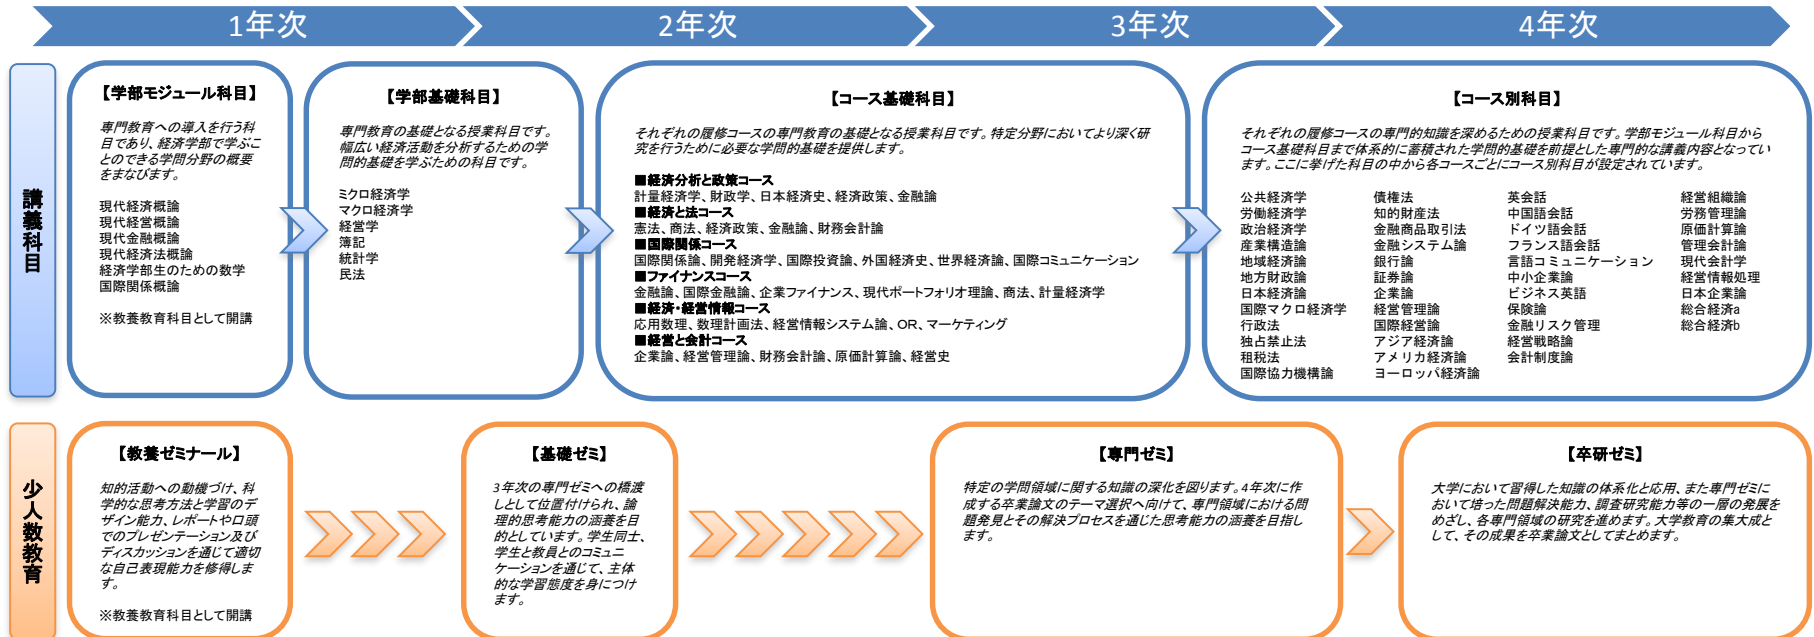 1年次
2年次
3年次
4年次
講義科目
【学部モジュール科目】
専門教育への導入を行う科
目であり、経済学部で学ぶこ
とのできる学問分野の概要
をまなびます。
現代経済概論
現代経営概論
現代金融概論
現代経済法概論
経済学部生のための数学
国際関係概論
※教養教育科目として開講
【学部基礎科目】
専門教育の基礎となる授業科目です。
幅広い経済活動を分析するための学
問的基礎を学ぶための科目です。
ミクロ経済学
マクロ経済学
経営学
簿記
統計学
民法
【コース基礎科目】
それぞれの履修コースの専門教育の基礎となる授業科目です。特定分野においてより深く研
究を行うために必要な学問的基礎を提供します。
■経済分析と政策コース
計量経済学、財政学、日本経済史、経済政策、金融論
■経済と法コース
憲法、商法、経済政策、金融論、財務会計論
■国際関係コース
国際関係論、開発経済学、国際投資論、外国経済史、世界経済論、国際コミュニケーション
■ファイナンスコース
金融論、国際金融論、企業ファイナンス、現代ポートフォリオ理論、商法、計量経済学
■経済・経営情報コース
応用数理、数理計画法、経営情報システム論、OR、マーケティング
■経営と会計コース
企業論、経営管理論、財務会計論、原価計算論、経営史
【コース別科目】
それぞれの履修コースの専門的知識を深めるための授業科目です。学部モジュール科目から
コース基礎科目まで体系的に蓄積された学問的基礎を前提とした専門的な講義内容となってい
ます。ここに挙げた科目の中から各コースごとにコース別科目が設定されています。
公共経済学
労働経済学
政治経済学
産業構造論
地域経済論
地方財政論
日本経済論
国際マクロ経済学
行政法
独占禁止法
租税法
国際協力機構論
債権法
知的財産法
金融商品取引法
金融システム論
銀行論
証券論
企業論
経営管理論
国際経営論
アジア経済論
アメリカ経済論
ヨーロッパ経済論
英会話
中国語会話
ドイツ語会話
フランス語会話
言語コミュニケーション
中小企業論
ビジネス英語
保険論
金融リスク管理
経営戦略論
会計制度論
経営組織論
労務管理論
原価計算論
管理会計論
現代会計学
経営情報処理
日本企業論
総合経済a
総合経済b
少人数教育
【教養ゼミナール】
知的活動への動機づけ、科
学的な思考方法と学習のデ
ザイン能力、レポートや口頭
でのプレゼンテーション及び
ディスカッションを通じて適切
な自己表現能力を修得しま
す。
※教養教育科目として開講
【基礎ゼミ】
3年次の専門ゼミへの橋渡
しとして位置付けられ、論
理的思考能力の涵養を目
的としています。学生同士、
学生と教員とのコミュニ
ケーションを通じて、主体
的な学習態度を身につけ
ます。
【専門ゼミ】
特定の学問領域に関する知識の深化を図ります。4年次に作
成する卒業論文のテーマ選択へ向けて、専門領域における問
題発見とその解決プロセスを通じた思考能力の涵養を目指し
ます。
【卒研ゼミ】
大学において習得した知識の体系化と応用、また専門ゼミに
おいて培った問題解決能力、調査研究能力等の一層の発展を
めざし、各専門領域の研究を進めます。大学教育の集大成と
して、その成果を卒業論文としてまとめます。